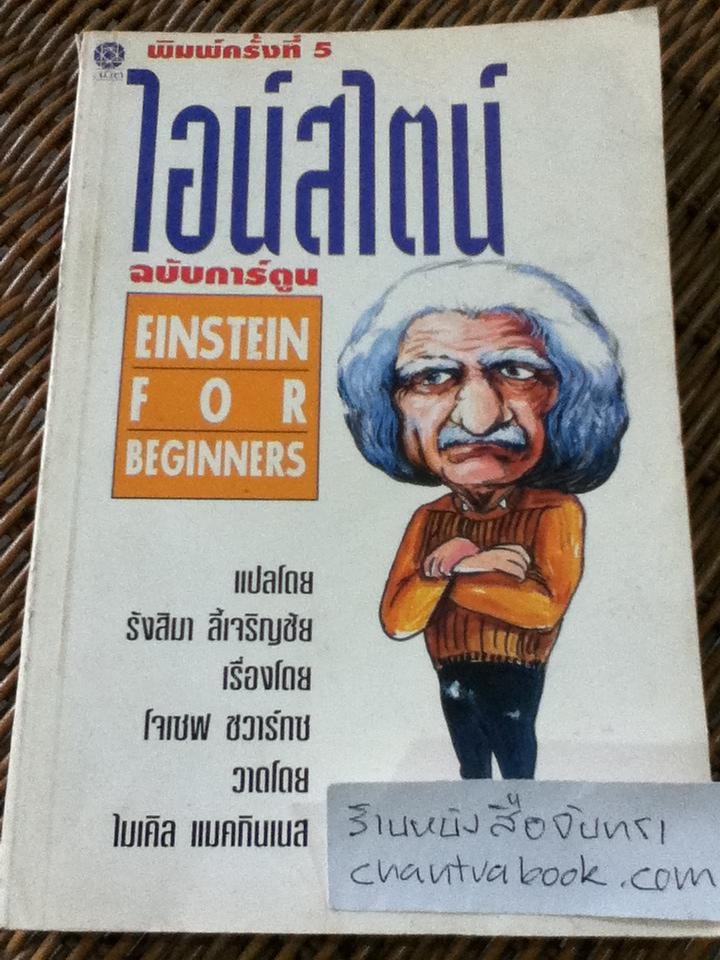 พิมพ์ครั้งที่ 5
ไอน์สไตน์
ฉบับการ์ตูน
EINSTEIN
FOR
BEGINNERS
แปลโดย
รังสิมา ลี้เจริญชัย
เรื่องโดย
โจเซฟ ชวาร์ทซ
วาดโดย
ไมเคิล แมคกินเนส
ร้านหนังสือจันทรา
chantrabook.com